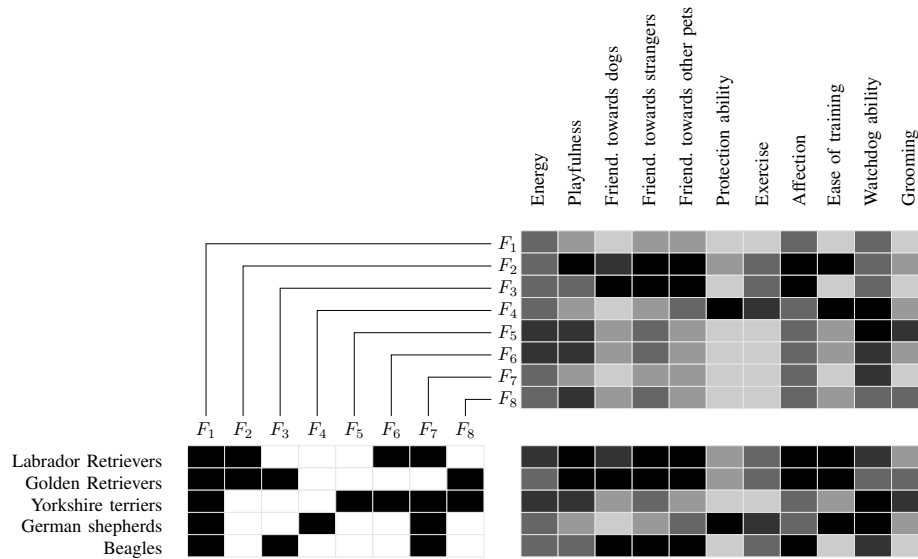 Energy
Playfulness
Friend. towards dogs
Friend. towards strangers
Friend. towards other pets
Protection ability
Exercise
Affection
Ease of training
Watchdog ability
Grooming
F1
F2
F3
F4
F5
F6
F7
F8
F1 F2 F3 F4 F5 F6 F7 F8
Labrador Retrievers
Golden Retrievers
Yorkshire terriers
German shepherds
Beagles